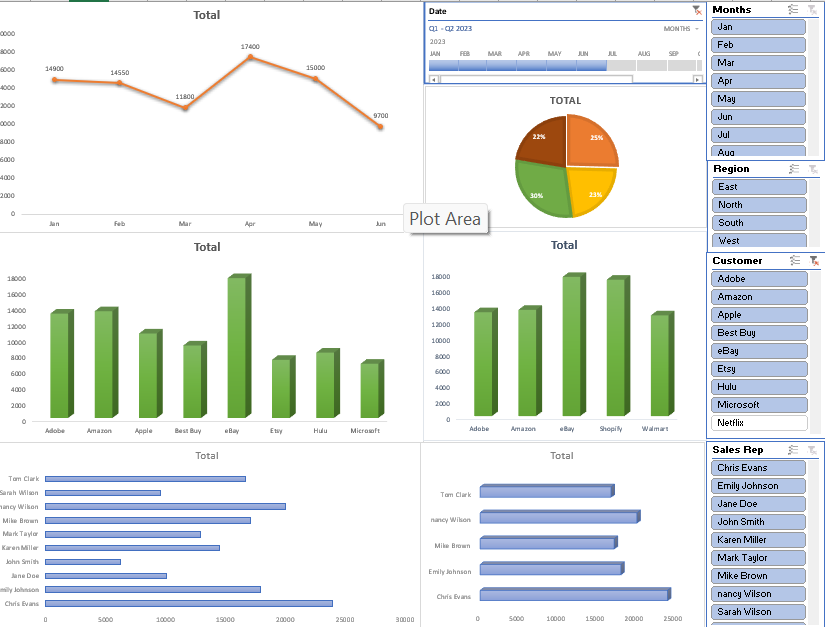 Total
0000
8000
6000
4000
2000
0000
8000
6000
4000
2000
0
14900
14550
11800
17400
15000
9700
Jan Feb Mar Apr May Jun
Date
Q1 - Q2 2023
MONTHS
2023
JAN FEB MAR APR MAY JUN JUL AUG SEP
TOTAL
22%
25%
30%
23%
Plot Area
Total
18000
16000
14000
12000
10000
8000
6000
4000
2000
0
Adobe Amazon Apple Best Buy eBay Etsy Hulu Microsoft
Total
18000
16000
14000
12000
10000
8000
6000
4000
2000
0
Adobe Amazon eBay Shopify Walmart
Total
Tom Clark
Sarah Wilson
nancy Wilson
Mike Brown
Mark Taylor
Karen Miller
John Smith
Jane Doe
mily Johnson
Chris Evans
0 5000 10000 15000 20000 25000 30000
Total
Tom Clark
nancy Wilson
Mike Brown
Emily Johnson
Chris Evans
0 5000 10000 15000 20000 25000
Months
Jan
Feb
Mar
Apr
May
Jun
Jul
Aug
Region
East
North
South
West
Customer
Adobe
Amazon
Apple
Best Buy
eBay
Etsy
Hulu
Microsoft
Netflix
Sales Rep
Chris Evans
Emily Johnson
Jane Doe
John Smith
Karen Miller
Mark Taylor
Mike Brown
nancy Wilson
Sarah Wilson